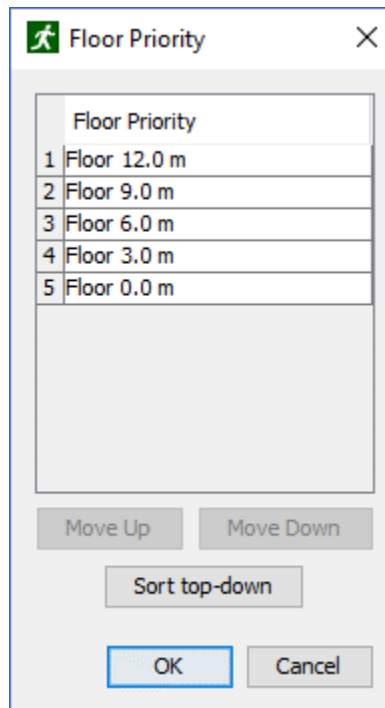 Floor Priority
Floor Priority
1 Floor 12.0 m
2 Floor 9.0 m
3 Floor 6.0 m
4 Floor 3.0 m
5 Floor 0.0 m
Move Up Move Down
Sort top-down
OK Cancel